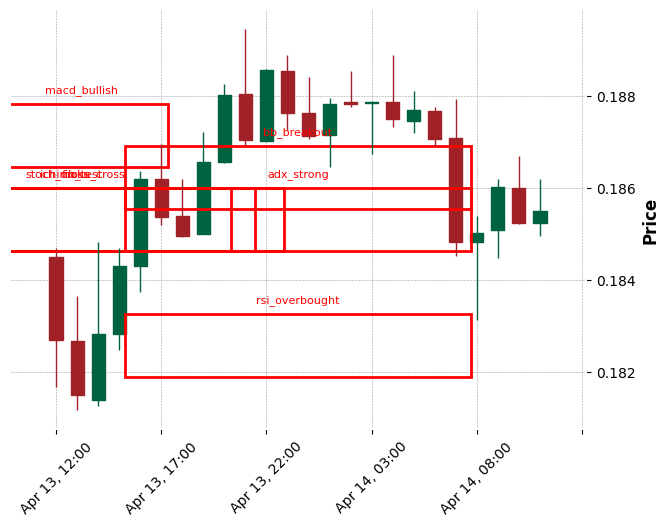 macd_bullish
adx_strong
rsi_overbought
0.188
0.186
0.184
0.182
Price
Apr 13, 12:00
Apr 13, 17:00
Apr 13, 22:00
Apr 14, 03:00
Apr 14, 08:00